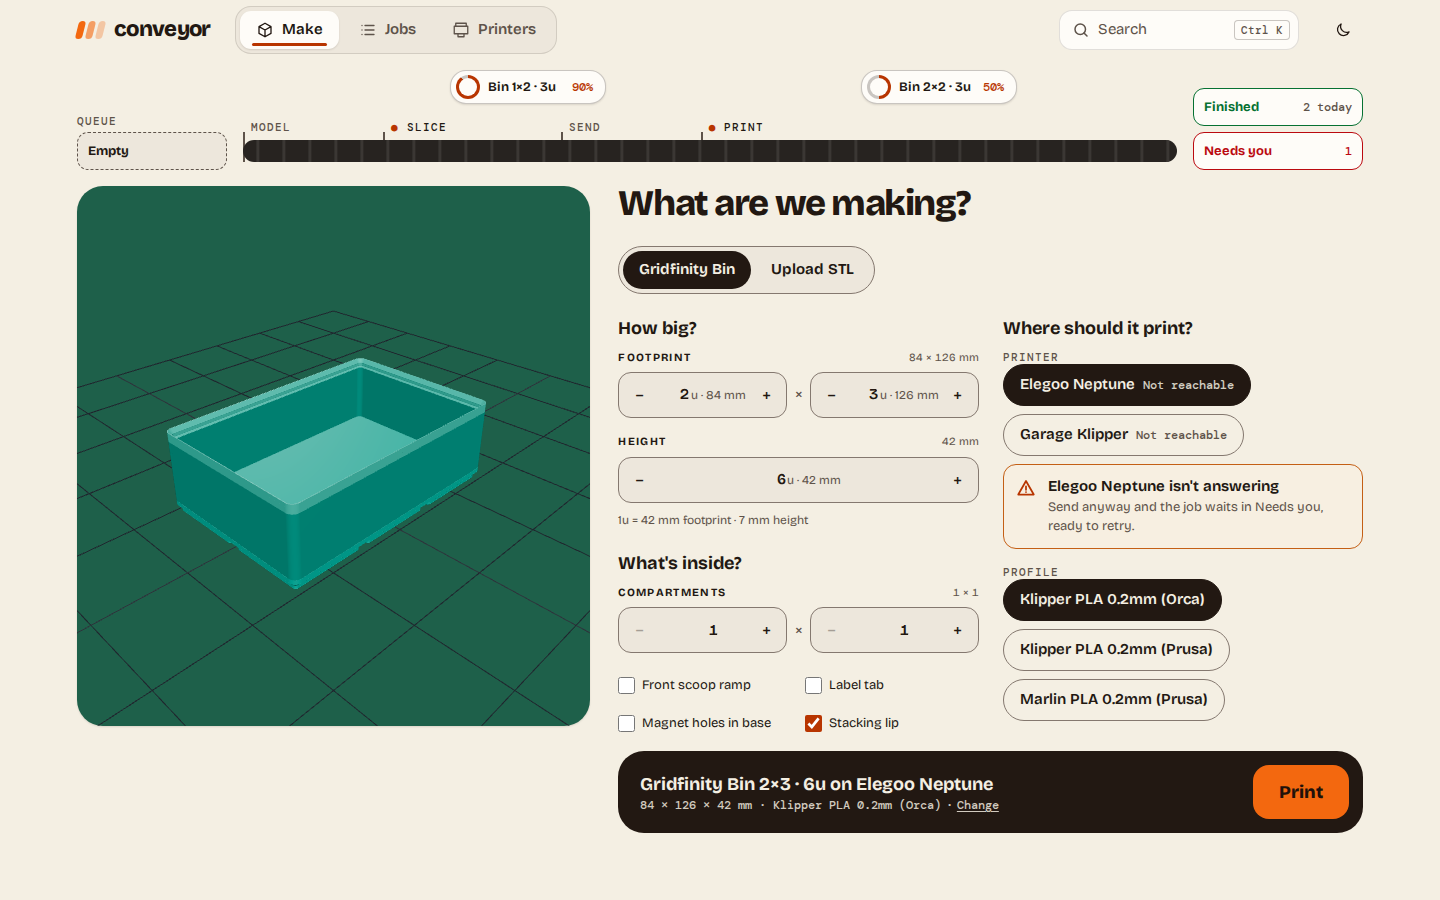 conveyor
Make
Jobs
Printers
Search
Ctrl K
Bin 1×2 · 3u 90%
Bin 2×2 · 3u 50%
QUEUE
Empty
MODEL
SLICE
SEND
PRINT
Finished 2 today
Needs you 1
What are we making?
Gridfinity Bin
Upload STL
How big?
FOOTPRINT 84 × 126 mm
– 2 u · 84 mm + × – 3 u · 126 mm +
HEIGHT 42 mm
– 6 u · 42 mm +
1u = 42 mm footprint · 7 mm height
What's inside?
COMPARTMENTS 1 × 1
– 1 + × – 1 +
Front scoop ramp
Label tab
Magnet holes in base
Stacking lip
Where should it print?
PRINTER
Elegoo Neptune Not reachable
Garage Klipper Not reachable
Elegoo Neptune isn't answering
Send anyway and the job waits in Needs you,
ready to retry.
PROFILE
Klipper PLA 0.2mm (Orca)
Klipper PLA 0.2mm (Prusa)
Marlin PLA 0.2mm (Prusa)
Gridfinity Bin 2×3 · 6u on Elegoo Neptune
84 × 126 × 42 mm · Klipper PLA 0.2mm (Orca) · Change
Print